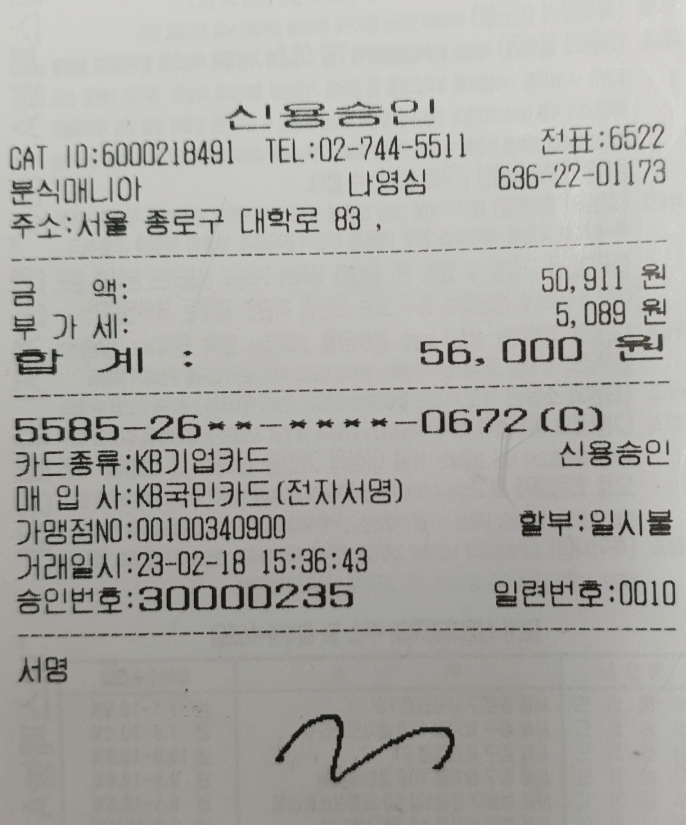 신용승인
CAT ID:6000218491 TEL:02-744-5511 전표:6522
분식매니아 나영심 636-22-01173
주소:서울 종로구 대학로 83 ,
금 액: 50,911 원
부 가 세: 5,089 원
합 계 : 56,000 원
5585-26**-****-0672(C)
카드종류:KB기업카드 신용승인
매 입 사:KB국민카드(전자서명)
가맹점NO:00100340900 할부:일시불
거래일시:23-02-18 15:36:43
승인번호:30000235 일련번호:0010
서명